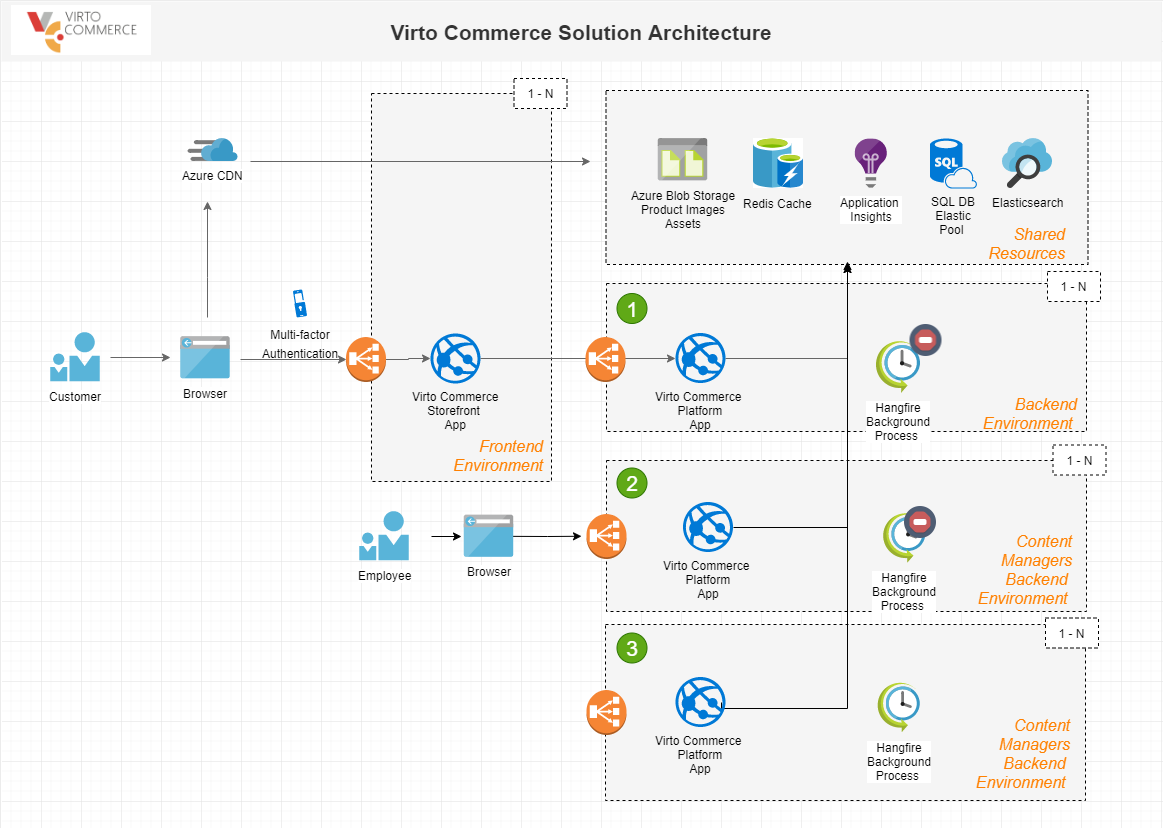 VIRTO
COMMERCE
Virto Commerce Solution Architecture
1 - N
Azure CDN
Azure Blob Storage
Product Images
Assets
Redis Cache
Application
Insights
SQL
SQL DB
Elastic
Pool
Elasticsearch
Shared
Resources
1 - N
1
Multi-factor
Authentication
Customer
Browser
Virto Commerce
Storefront
App
Frontend
Environment
Virto Commerce
Platform
App
Hangfire
Background
Process
Backend
Environment
1 - N
2
Employee
Browser
Virto Commerce
Platform
App
Hangfire
Background
Process
Content
Managers
Backend
Environment
1 - N
3
Virto Commerce
Platform
App
Hangfire
Background
Process
Content
Managers
Backend
Environment